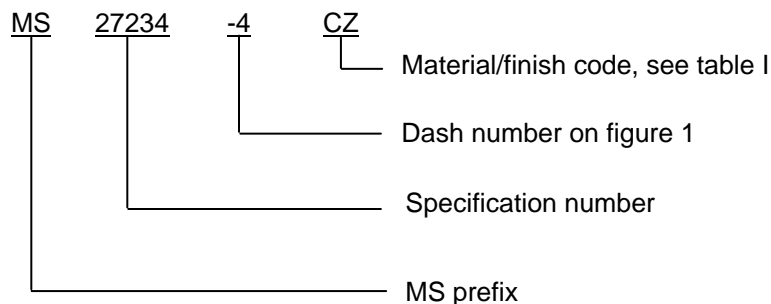 MS 27234 -4 CZ
Material/finish code, see table I
Dash number on figure 1
Specification number
MS prefix